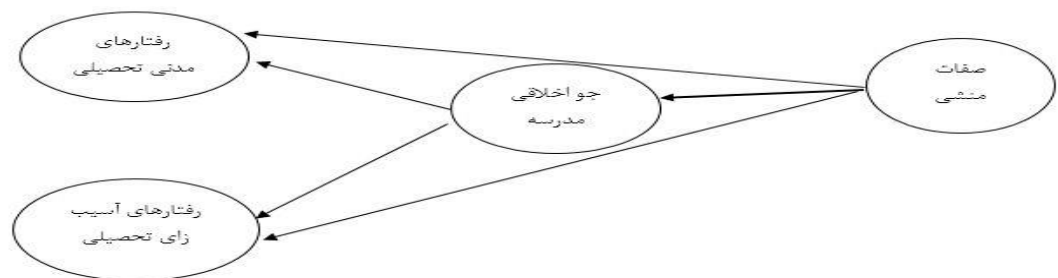 صفات
منشی
جو اخلاقی
مدرسه
رفتارهای
مدنی تحصیلی
رفتارهای آسیب
زای تحصیلی